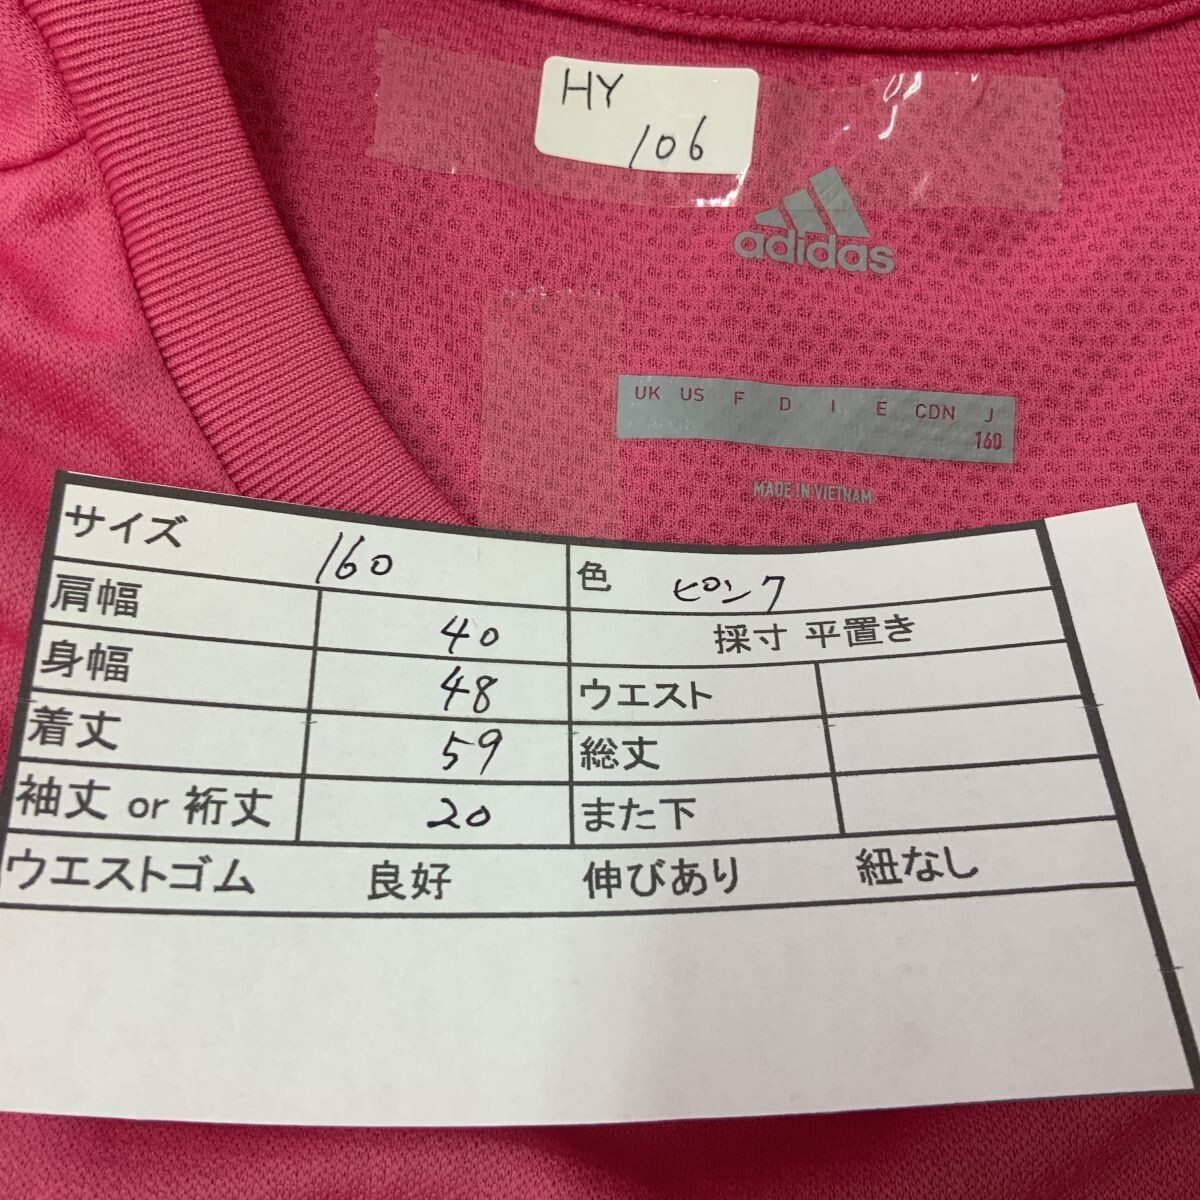 HY
106
adidas
UK US F D I E CDN J
160
MADE IN VIETNAM
サイズ 160 色 ピンク
肩幅 40 採寸 平置き
身幅 48 ウエスト
着丈 59 総丈
袖丈 or 裄丈 20 また下
ウエストゴム 良好 伸びあり 紐なし